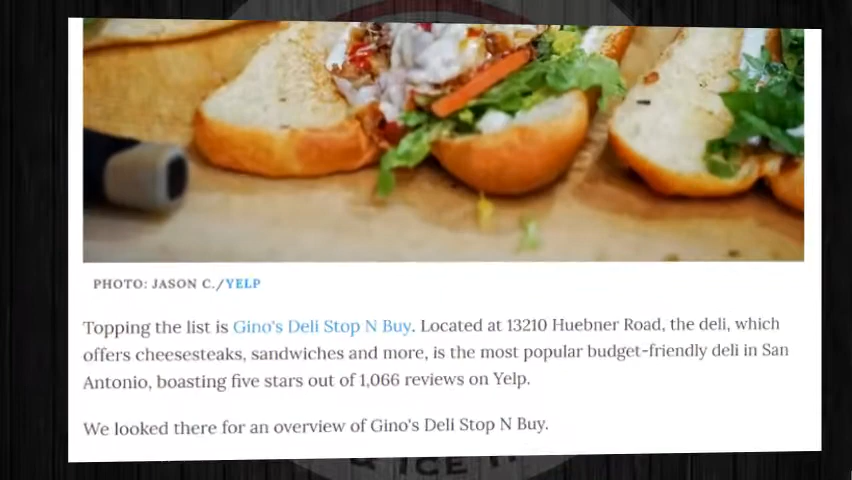 PHOTO: JASON C./YELP
Topping the list is Gino's Deli Stop N Buy. Located at 13210 Huebner Road, the deli, which
offers cheesesteaks, sandwiches and more, is the most popular budget-friendly deli in San
Antonio, boasting five stars out of 1,066 reviews on Yelp.
We looked there for an overview of Gino's Deli Stop N Buy.
ICE